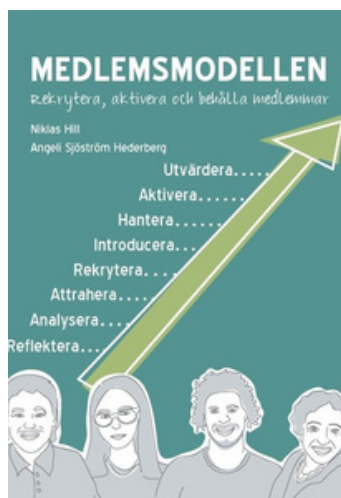 MEDLEMSMODELLEN
Rekrytera, aktivera och behålla medlemmar
Niklas Hill
Angeli Sjöström Hederberg
Utvärdera.....
Aktivera......
Hantera......
Introducera...
Rekrytera....
Attrahera....
Analysera....
Reflektera....